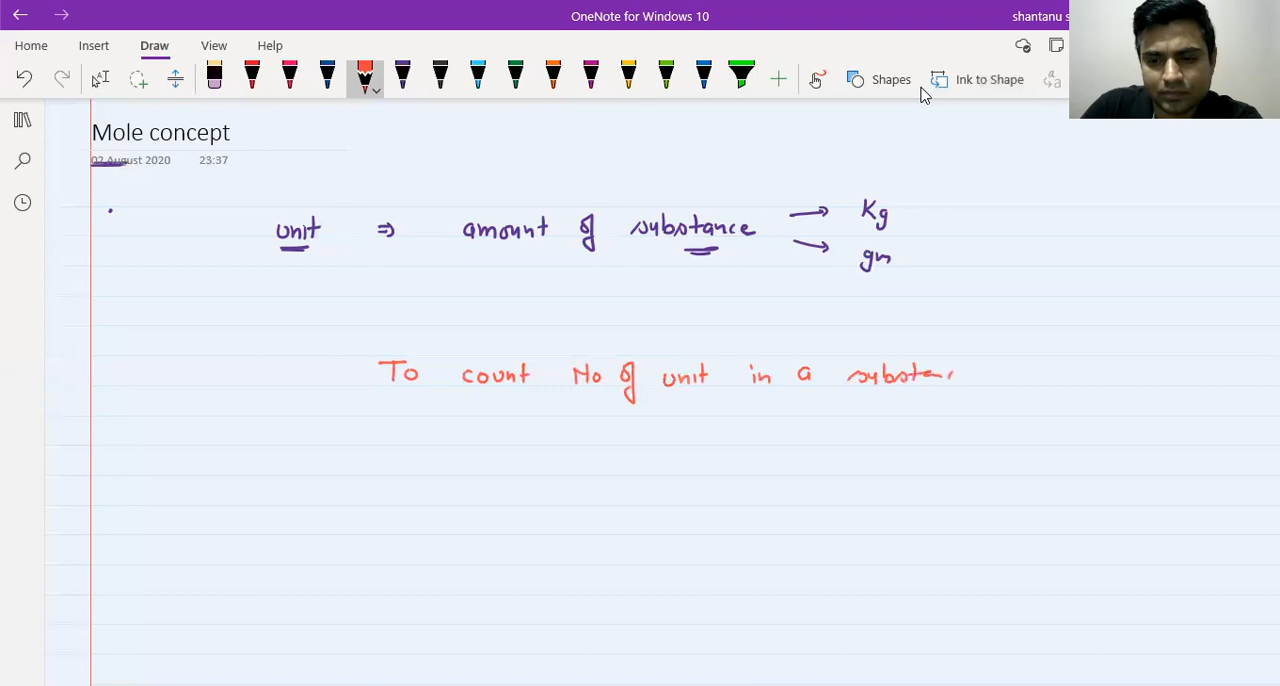 OneNote for Windows 10
shantanu s
Home Insert Draw View Help
Shapes Ink to Shape
Mole concept
02 August 2020 23:37
unit ⇒ amount of substance → Kg
→ gm
To count No of unit in a substan